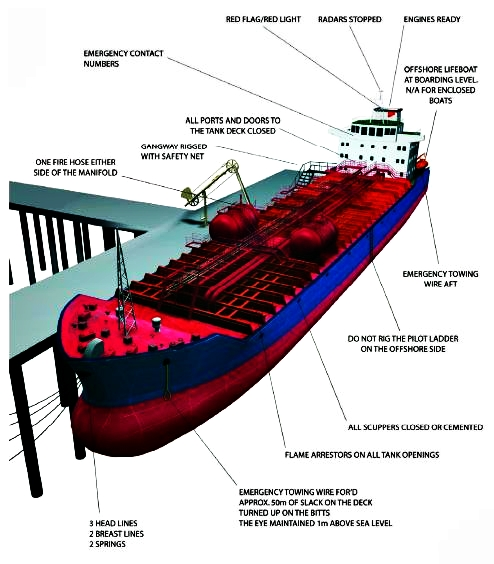 RED FLAG/RED LIGHT
RADARS STOPPED
ENGINES READY
EMERGENCY CONTACT
NUMBERS
OFFSHORE LIFEBOAT
AT BOARDING LEVEL.
N/A FOR ENCLOSED
BOATS
ALL PORTS AND DOORS TO
THE TANK DECK CLOSED
GANGWAY RIGGED
WITH SAFETY NET
ONE FIRE HOSE EITHER
SIDE OF THE MANIFOLD
EMERGENCY TOWING
WIRE AFT
DO NOT RIG THE PILOT LADDER
ON THE OFFSHORE SIDE
ALL SCUPPERS CLOSED OR CEMENTED
FLAME ARRESTORS ON ALL TANK OPENINGS
EMERGENCY TOWING WIRE FOR'D
APPROX. 50m OF SLACK ON THE DECK
TURNED UP ON THE BITTS
THE EYE MAINTAINED 1m ABOVE SEA LEVEL
3 HEAD LINES
2 BREAST LINES
2 SPRINGS